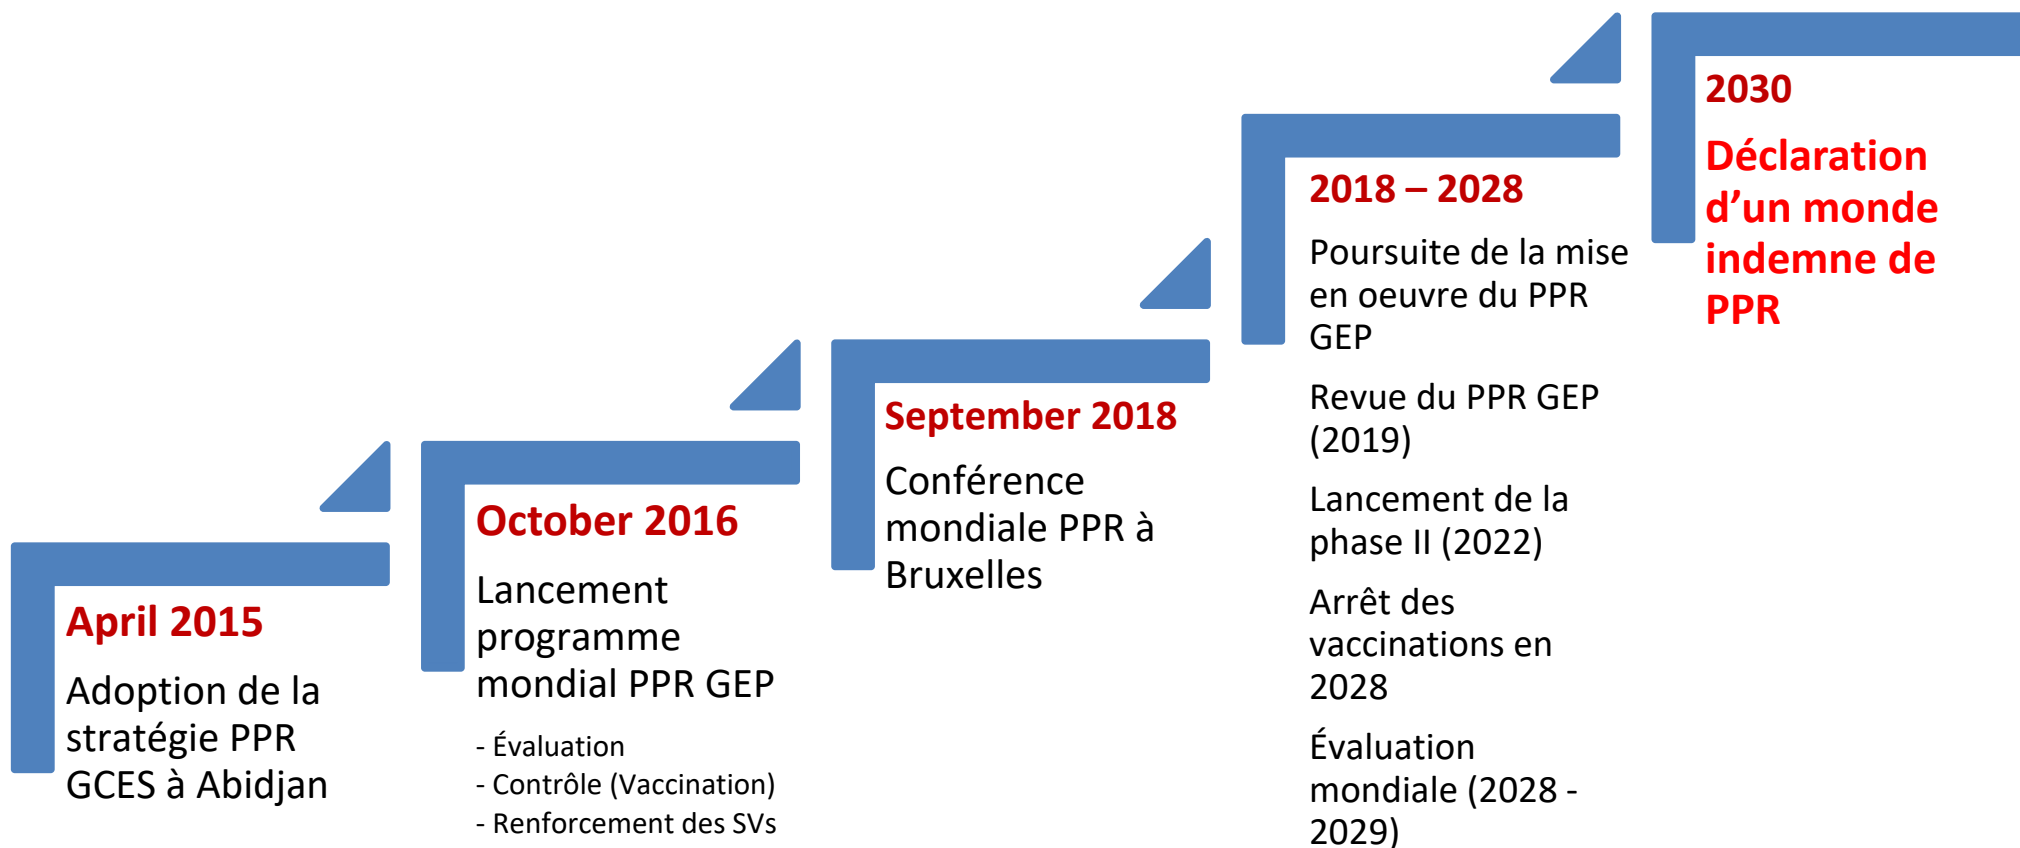 April 2015
Adoption de la
stratégie PPR
GCES à Abidjan
October 2016
Lancement
programme
mondial PPR GEP
- Évaluation
- Contrôle (Vaccination)
- Renforcement des SVs
September 2018
Conférence
mondiale PPR à
Bruxelles
2018 – 2028
Poursuite de la mise
en oeuvre du PPR
GEP
Revue du PPR GEP
(2019)
Lancement de la
phase II (2022)
Arrêt des
vaccinations en
2028
Évaluation
mondiale (2028 -
2029)
2030
Déclaration
d’un monde
indemne de
PPR